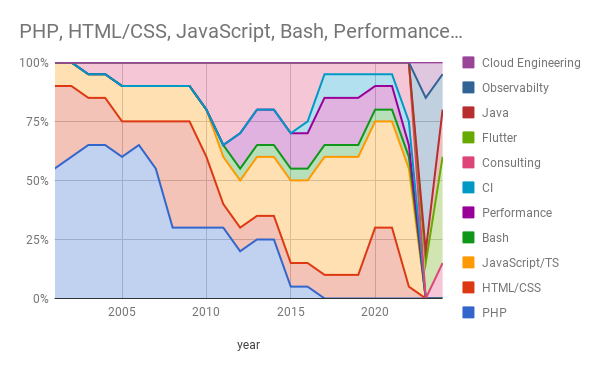 PHP, HTML/CSS, JavaScript, Bash, Performance…
100%
75%
50%
25%
0%
2005
2010
2015
2020
year
Cloud Engineering
Observabilty
Java
Flutter
Consulting
CI
Performance
Bash
JavaScript/TS
HTML/CSS
PHP